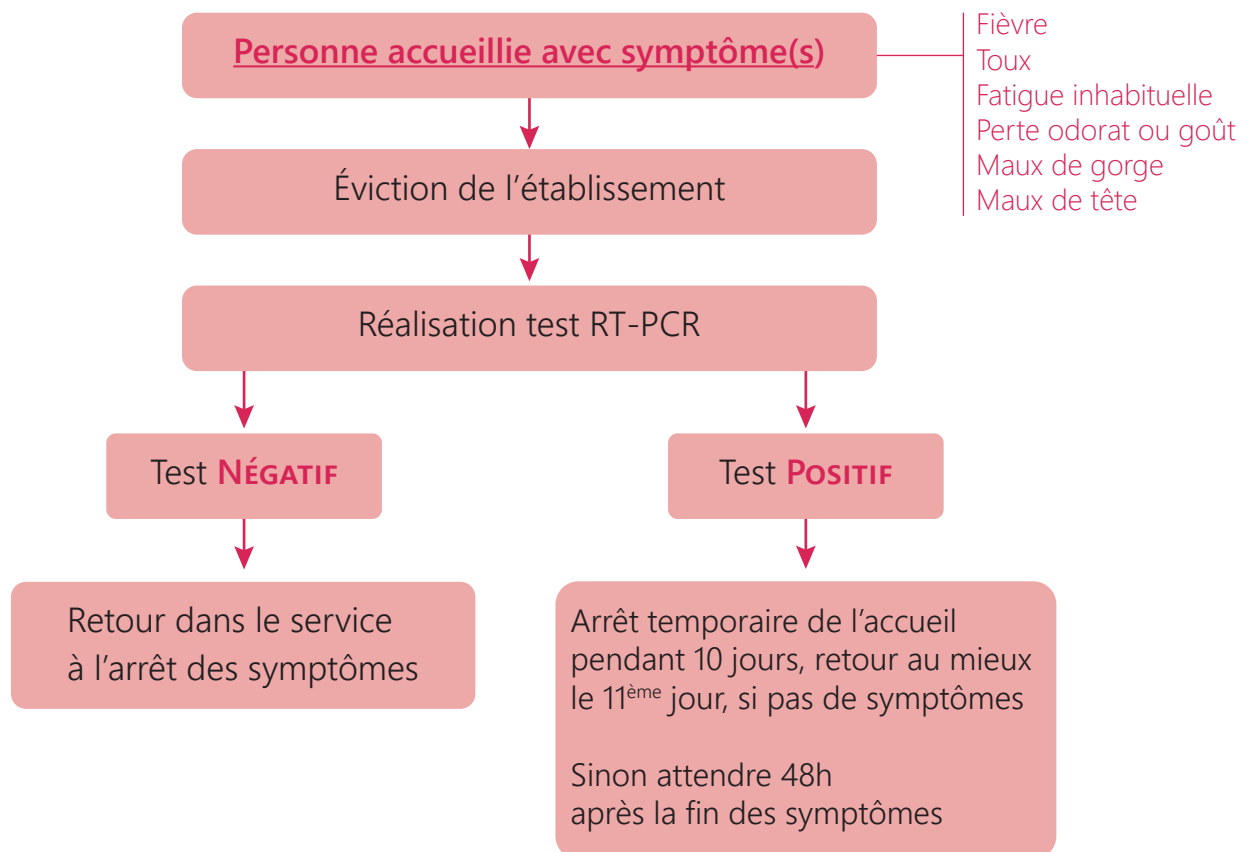 Personne accueillie avec symptôme(s)
Fièvre
Toux
Fatigue inhabituelle
Perte odorat ou goût
Maux de gorge
Maux de tête
Éviction de l’établissement
Réalisation test RT-PCR
Test NÉGATIF
Test POSITIF
Retour dans le service
à l’arrêt des symptômes
Arrêt temporaire de l’accueil
pendant 10 jours, retour au mieux
le 11ème jour, si pas de symptômes
Sinon attendre 48h
après la fin des symptômes